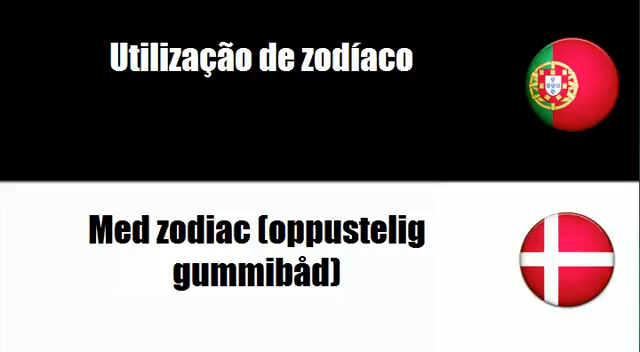 Utilização de zodíaco
Med zodiac (oppustelig
gummibåd)